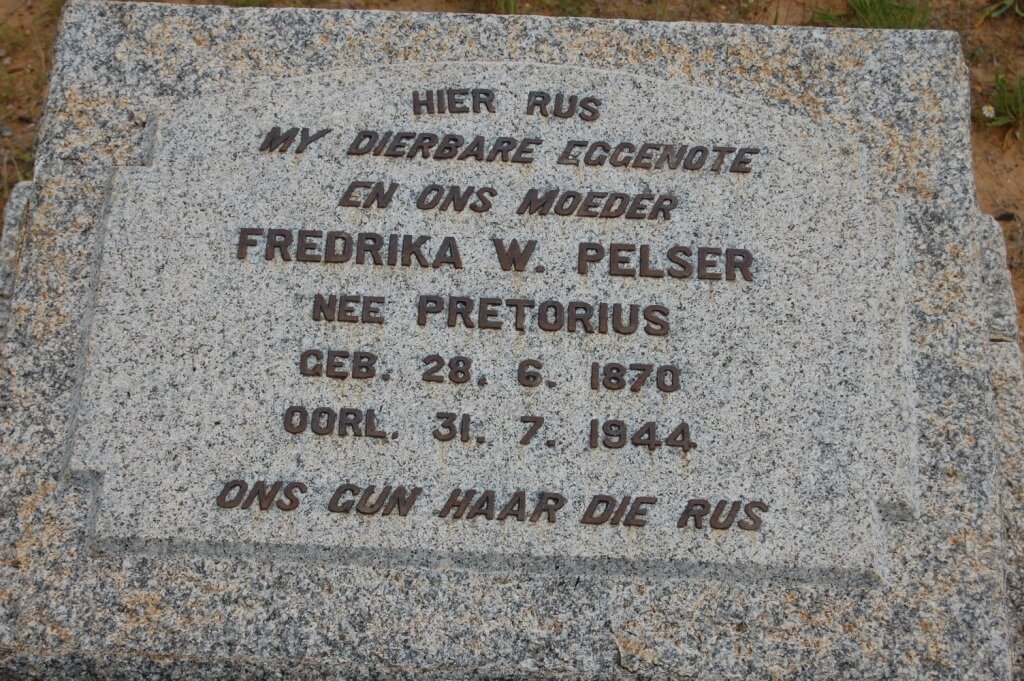 HIER RUS
MY DIERBARE EGGENOTE
EN ONS MOEDER
FREDRIKA W. PELSER
NEE PRETORIUS
GEB. 28. 6. 1870
OORL. 31. 7. 1944
ONS GUN HAAR DIE RUS